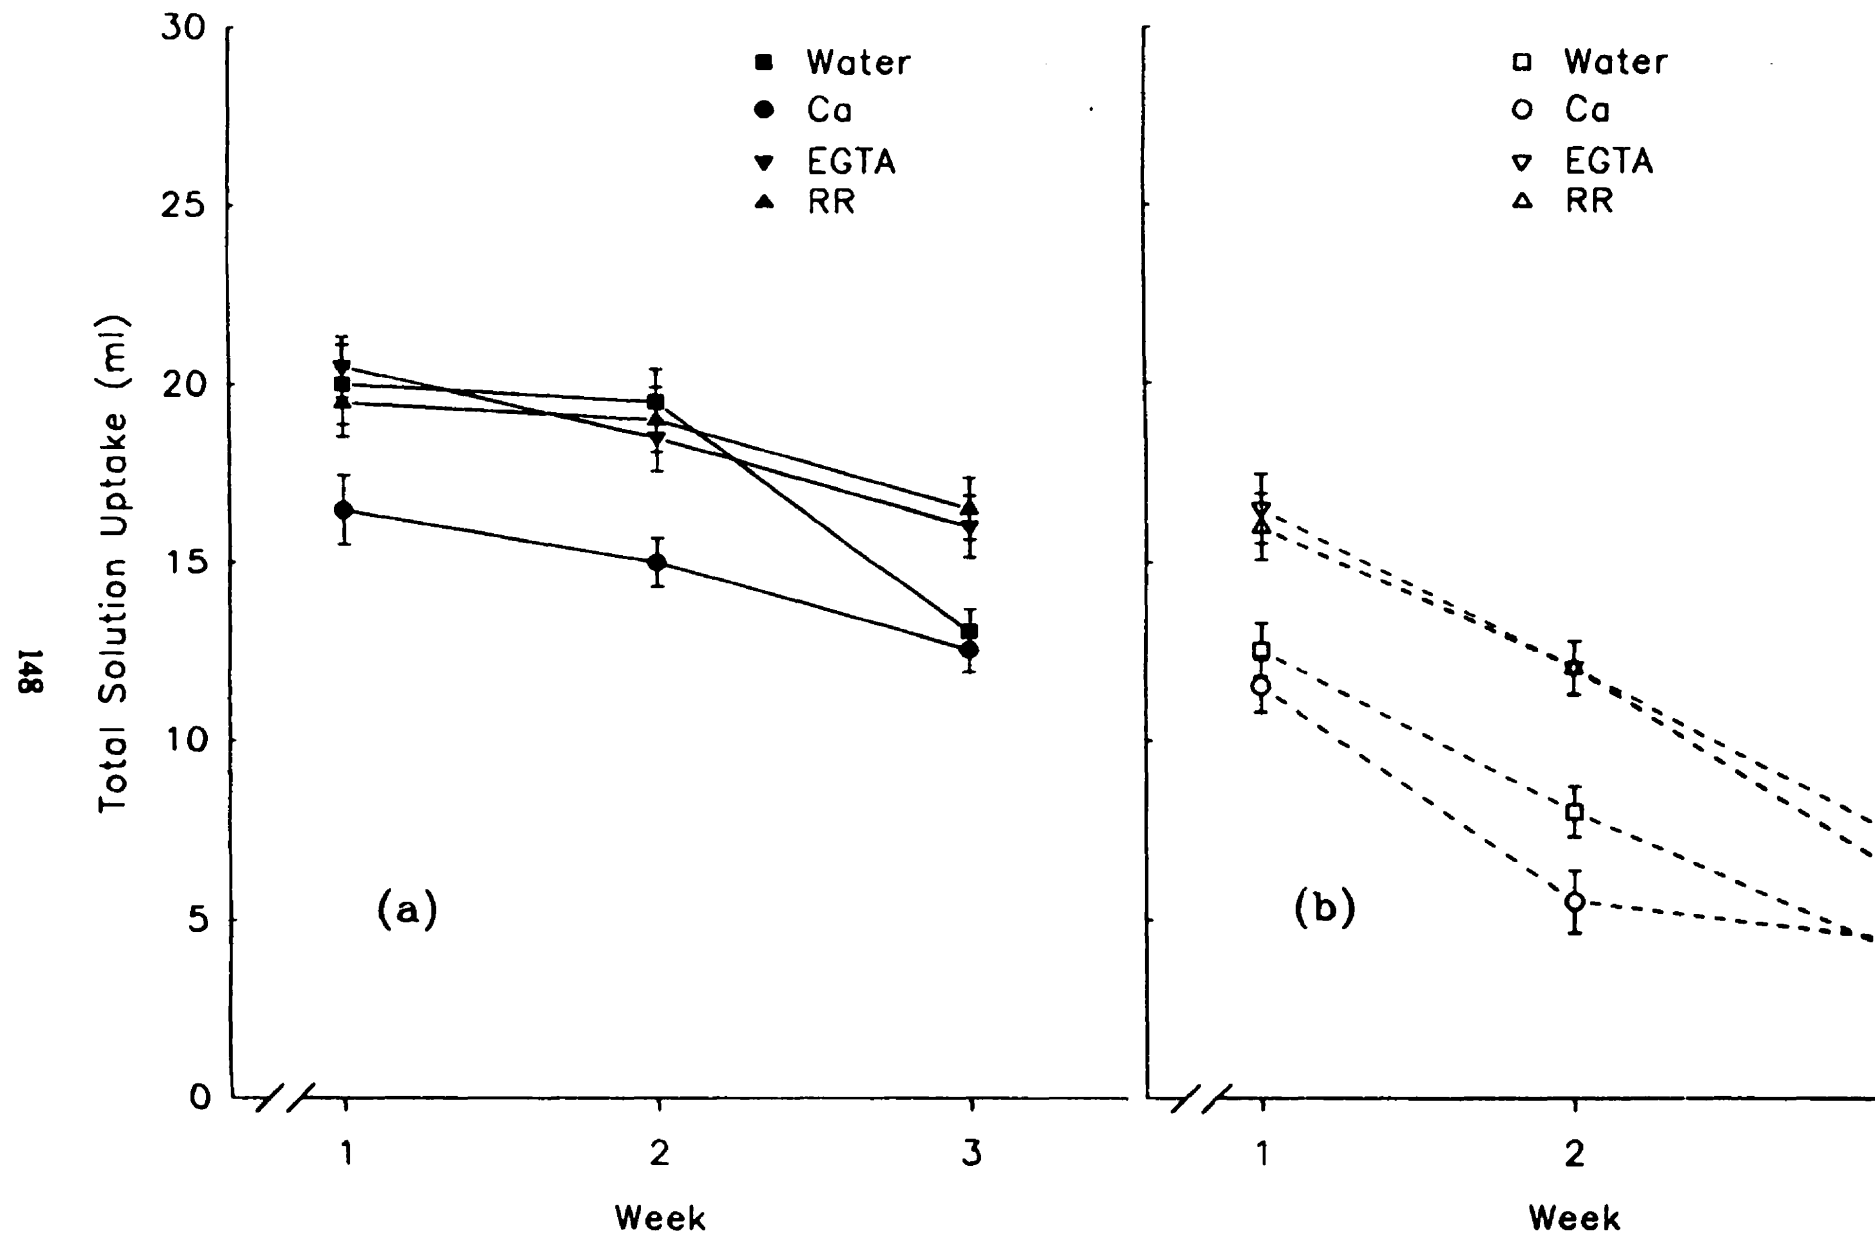 30
25
20
15
10
5
0
Total Solution Uptake (ml)
148
Water
Ca
EGTA
RR
(a)
1 2 3
Week
Water
Ca
EGTA
RR
(b)
1 2
Week